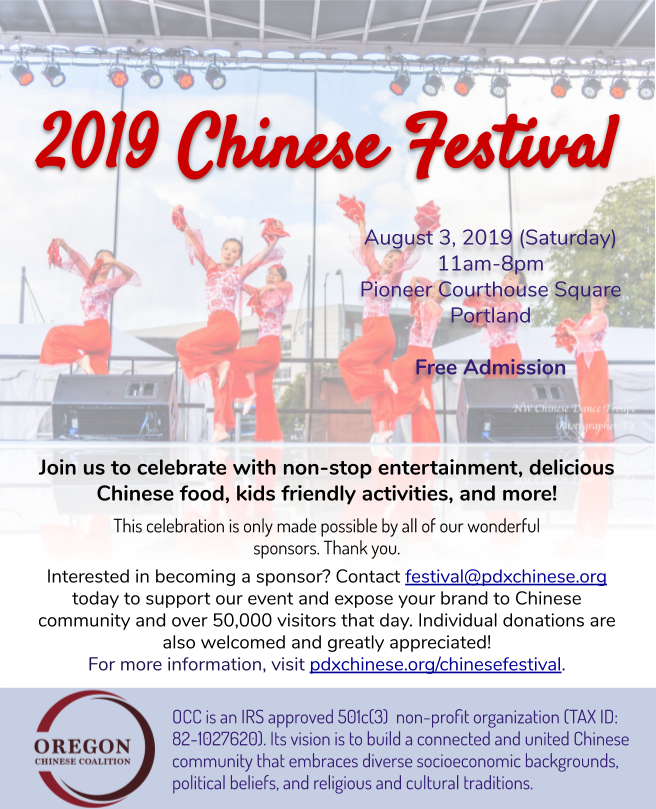 2019 Chinese Festival
August 3, 2019 (Saturday)
11am-8pm
Pioneer Courthouse Square
Portland
Free Admission
NW Chinese Dance Troupe
Photographer TY
Join us to celebrate with non-stop entertainment, delicious
Chinese food, kids friendly activities, and more!
This celebration is only made possible by all of our wonderful
sponsors. Thank you.
Interested in becoming a sponsor? Contact festival@pdxchinese.org
today to support our event and expose your brand to Chinese
community and over 50,000 visitors that day. Individual donations are
also welcomed and greatly appreciated!
For more information, visit pdxchinese.org/chinesefestival.
OREGON
CHINESE COALITION
OCC is an IRS approved 501c(3) non-profit organization (TAX ID:
82-1027620). Its vision is to build a connected and united Chinese
community that embraces diverse socioeconomic backgrounds,
political beliefs, and religious and cultural traditions.